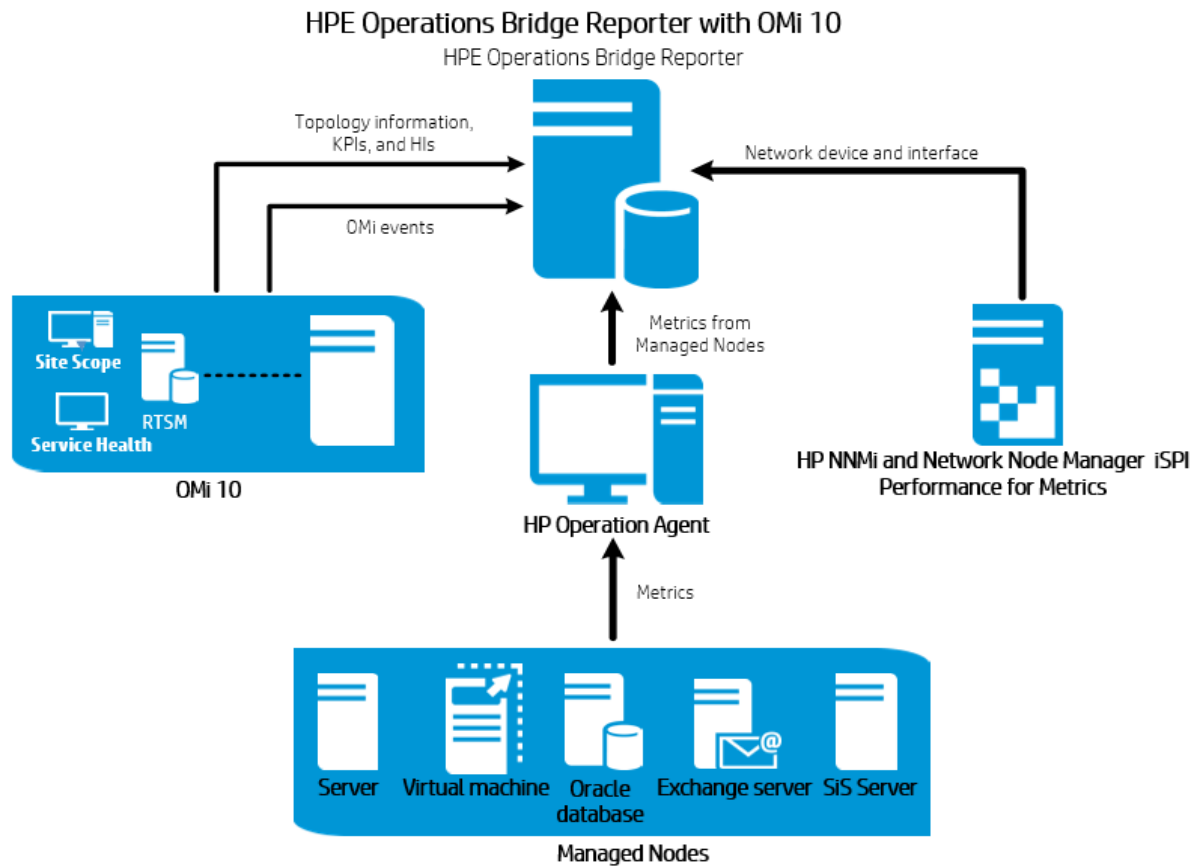 HPE Operations Bridge Reporter with OMi 10
HPE Operations Bridge Reporter
Topology information,
KPIs, and HIs
Network device and interface
OMi events
Metrics from
Managed Nodes
Site Scope
RTSM
Service Health
OMi 10
HP NNMi and Network Node Manager iSPI
Performance for Metrics
HP Operation Agent
Metrics
@
Server
Virtual machine
Oracle
database
Exchange server
SiS Server
Managed Nodes